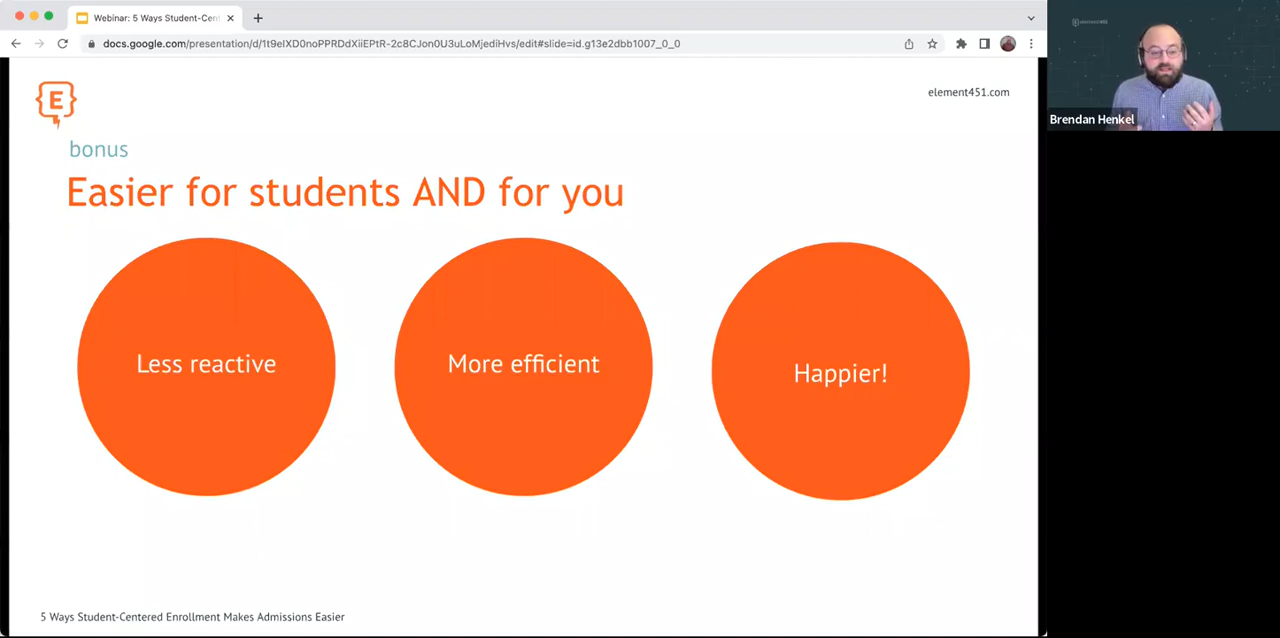 Webinar: 5 Ways Student-Cen
docs.google.com/presentation/d/1t9eIXD0noPPRDdXiiEPtR-2c8CJon0U3uLoMjediHvs/edit#slide=id.g13e2dbb1007_0_0
element451
Brendan Henkel
E
element451.com
bonus
Easier for students AND for you
Less reactive
More efficient
Happier!
5 Ways Student-Centered Enrollment Makes Admissions Easier